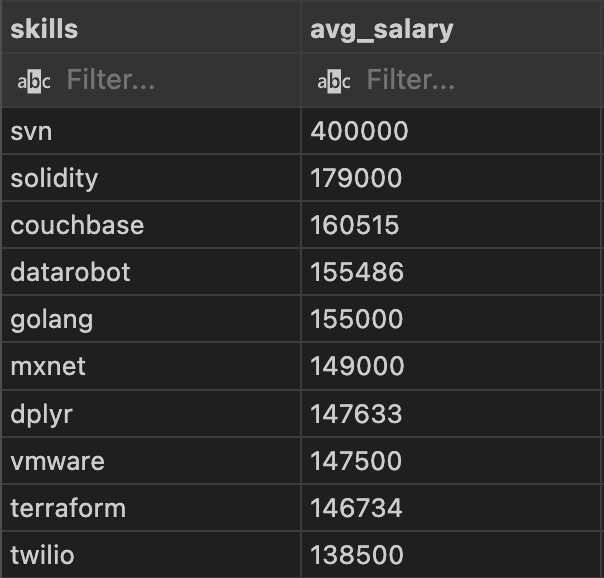 skills avg_salary
abc Filter... abc Filter...
svn 400000
solidity 179000
couchbase 160515
datarobot 155486
golang 155000
mxnet 149000
dplyr 147633
vmware 147500
terraform 146734
twilio 138500